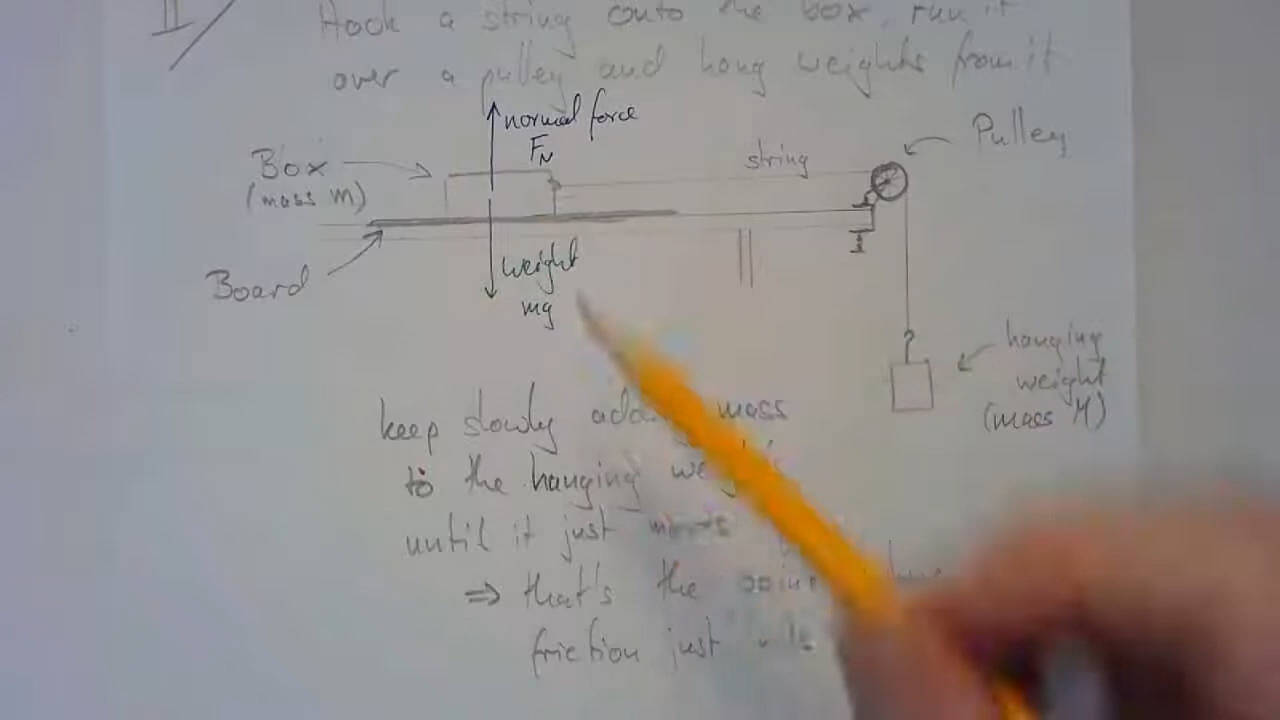 II/ Hook a string onto the box, run it
over a pulley and hang weights from it
normal force
F_N
Box
(mass m)
string
Pulley
Board
weight
mg
hanging
weight
(mass M)
keep slowly mass
to the hanging
until it just
⇒ that's the
friction just